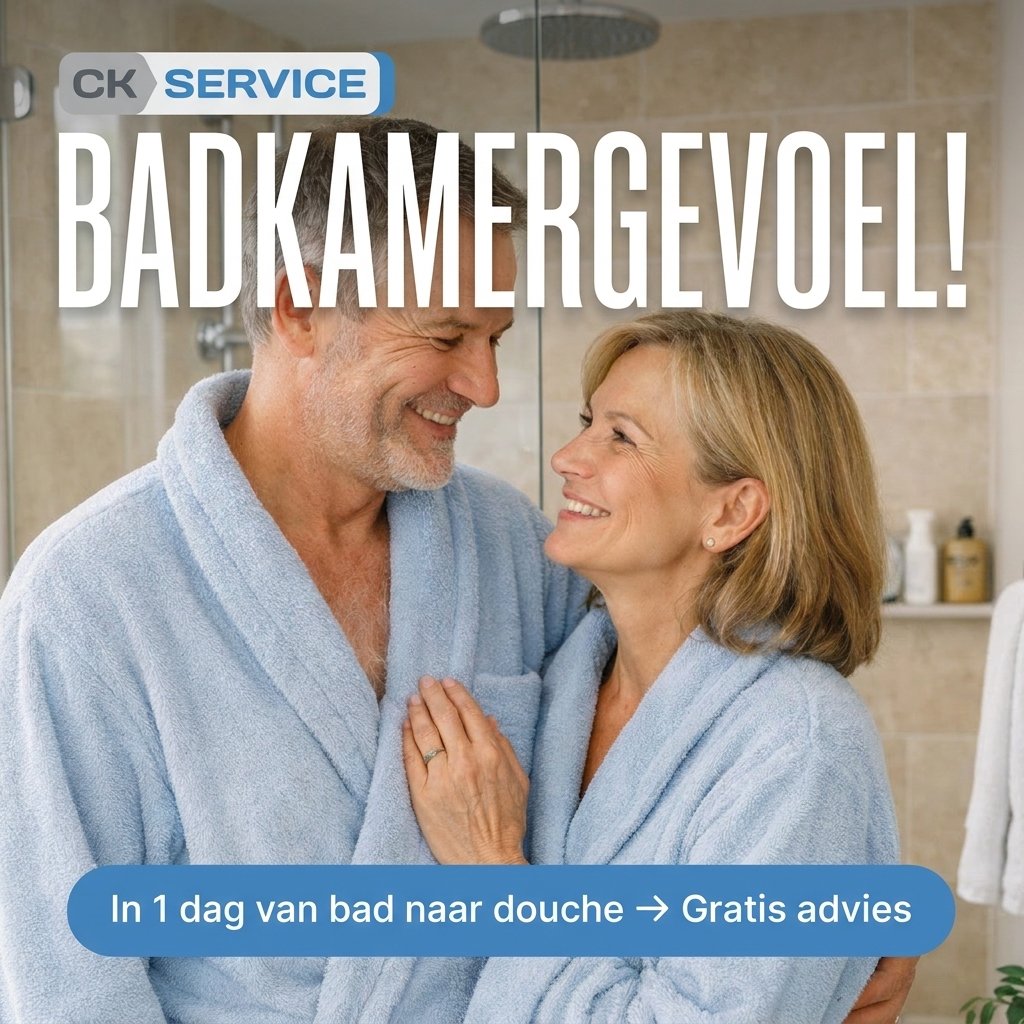 CK SERVICE
BADKAMERGEVOEL!
In 1 dag van bad naar douche → Gratis advies